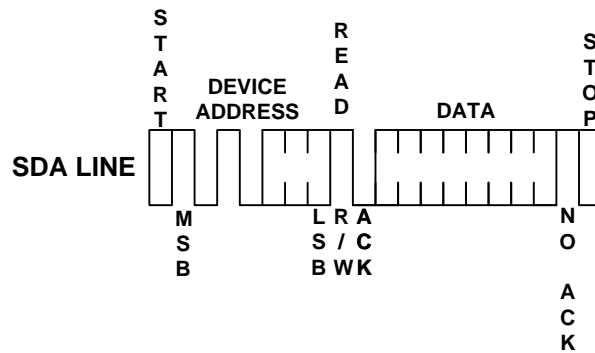 START
DEVICE
ADDRESS
READ
DATA
STOP
SDA LINE
MSB
LSB
R/W
ACK
NO ACK